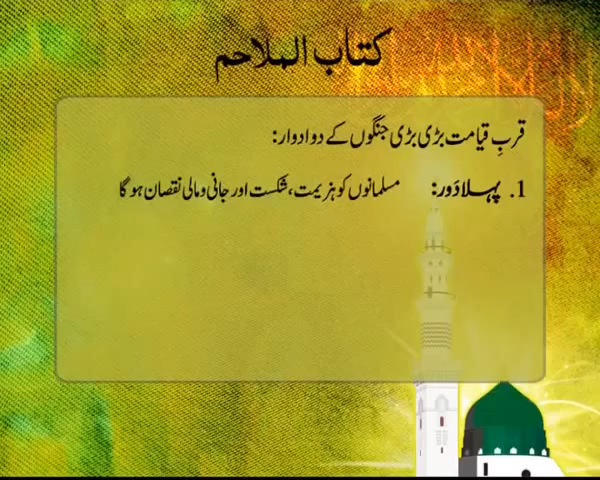 کتاب الملاحم
قربِ قیامت بڑی بڑی جنگوں کے دو ادوار:
1. پہلا دَور: مسلمانوں کو ہزیمت، شکست اور جانی و مالی نقصان ہو گا